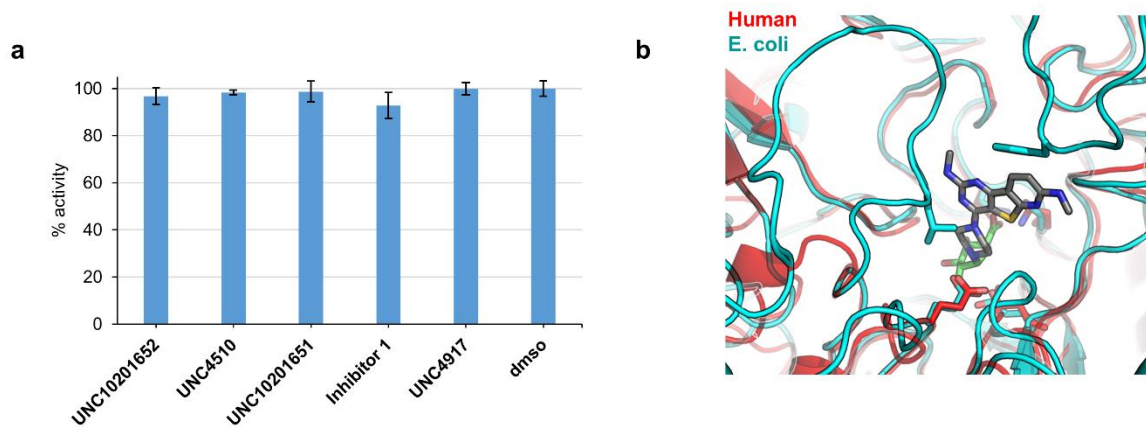 a
% activity
100
80
60
40
20
0
UNC10201652
UNC4510
UNC10201651
Inhibitor 1
UNC4917
dmso
b
Human
E. coli